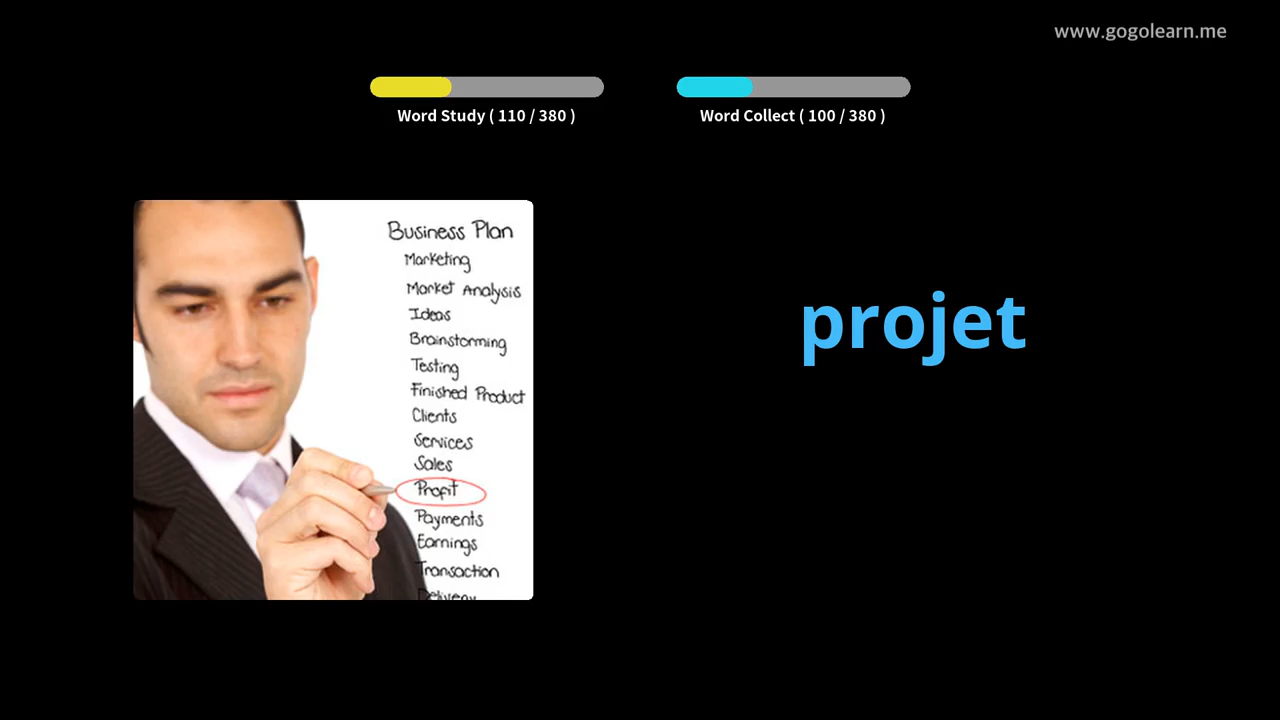 www.gogolearn.me
Word Study ( 110 / 380 )
Word Collect ( 100 / 380 )
Business Plan
Marketing
Market Analysis
Ideas
Brainstorming
Testing
Finished Product
Clients
Services
Sales
Profit
Payments
Earnings
Transaction
Delivery
projet